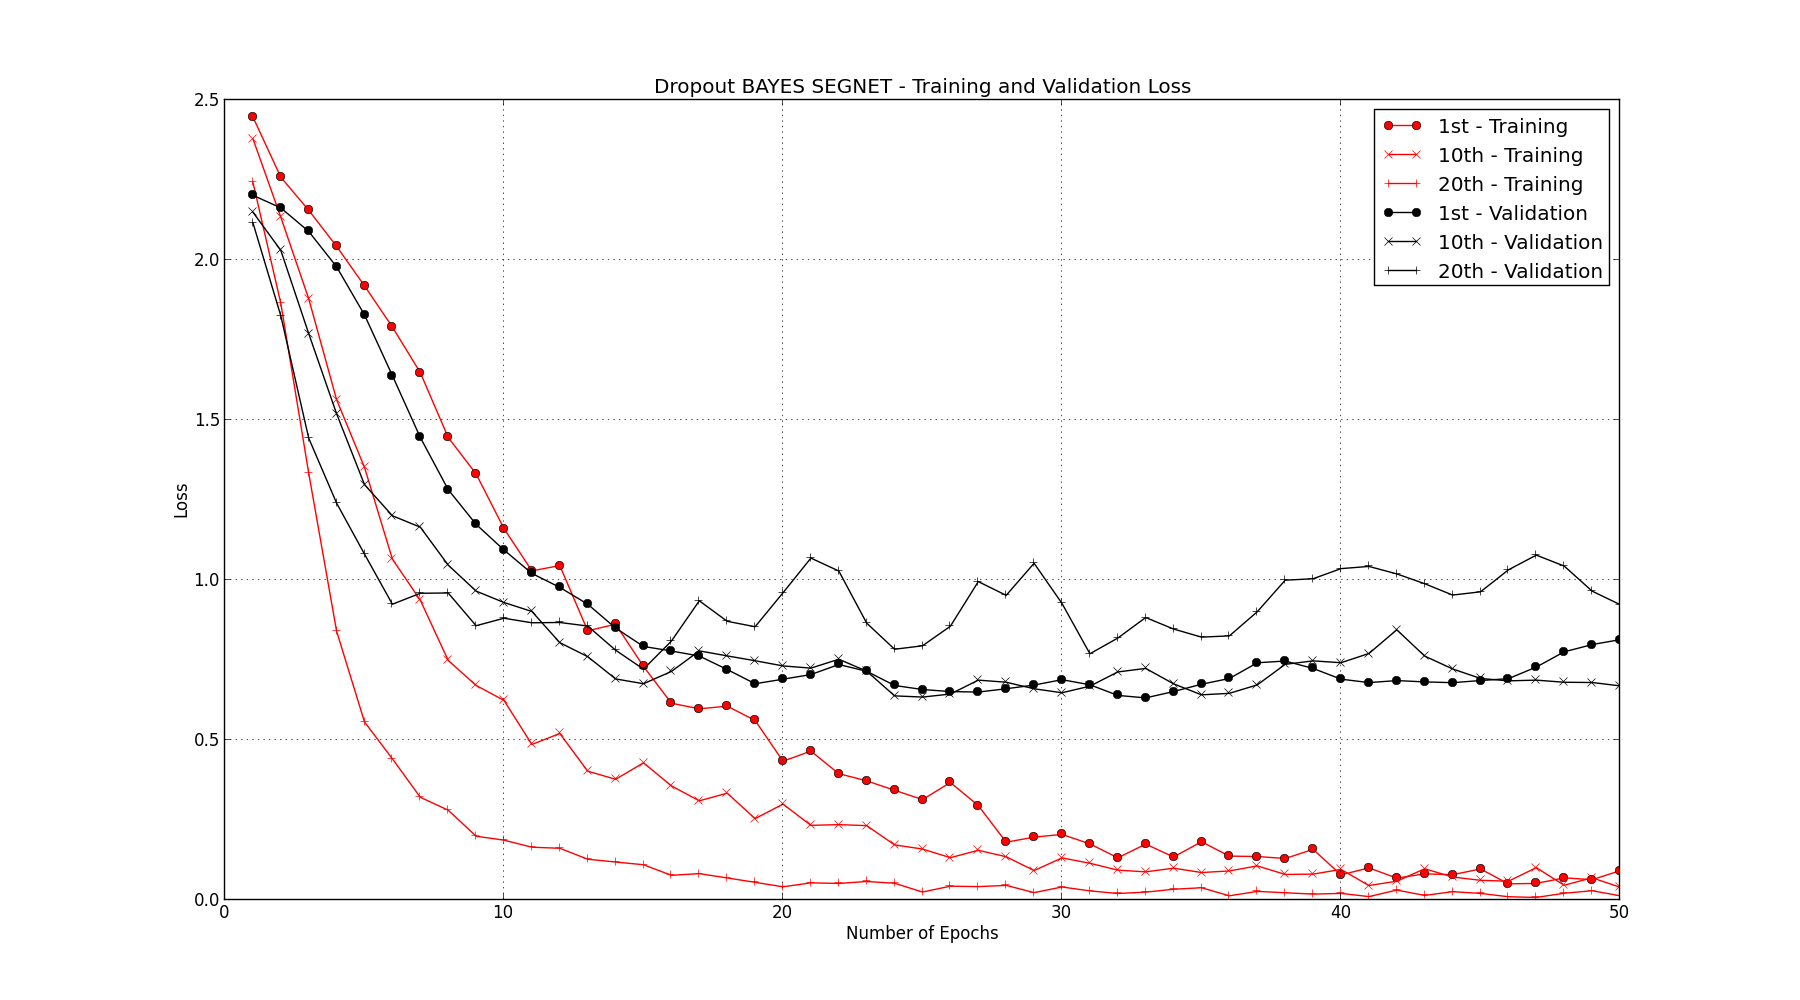 Dropout BAYES SEGNET - Training and Validation Loss
2.5
2.0
1.5
1.0
0.5
0.0
Loss
1st - Training
10th - Training
20th - Training
1st - Validation
10th - Validation
20th - Validation
0 10 20 30 40 50
Number of Epochs